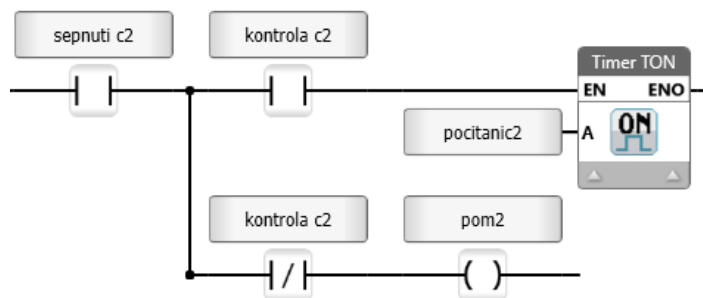 sepnuti c2
kontrola c2
Timer TON
EN ENO
pocitanic2
A ON
kontrola c2
pom2